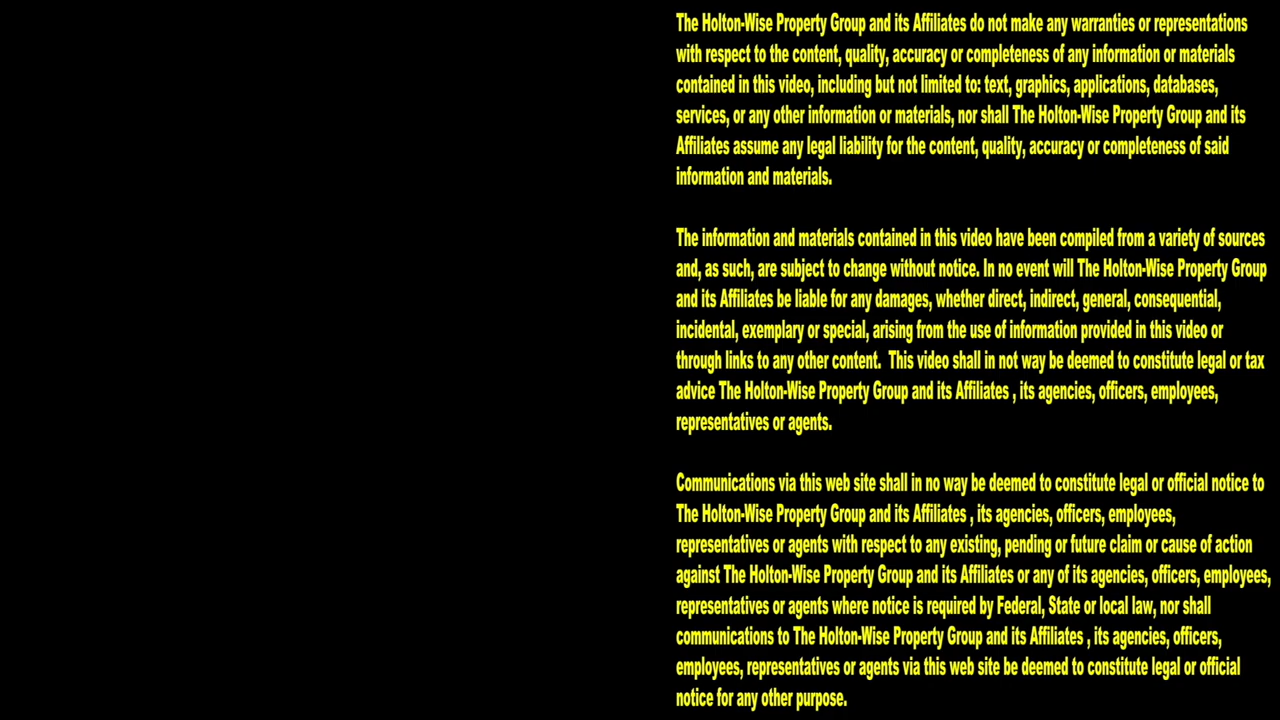 The Holton-Wise Property Group and its Affiliates do not make any warranties or representations
with respect to the content, quality, accuracy or completeness of any information or materials
contained in this video, including but not limited to: text, graphics, applications, databases,
services, or any other information or materials, nor shall The Holton-Wise Property Group and its
Affiliates assume any legal liability for the content, quality, accuracy or completeness of said
information and materials.
The information and materials contained in this video have been compiled from a variety of sources
and, as such, are subject to change without notice. In no event will The Holton-Wise Property Group
and its Affiliates be liable for any damages, whether direct, indirect, general, consequential,
incidental, exemplary or special, arising from the use of information provided in this video or
through links to any other content.  This video shall in not way be deemed to constitute legal or tax
advice The Holton-Wise Property Group and its Affiliates , its agencies, officers, employees,
representatives or agents.
Communications via this web site shall in no way be deemed to constitute legal or official notice to
The Holton-Wise Property Group and its Affiliates , its agencies, officers, employees,
representatives or agents with respect to any existing, pending or future claim or cause of action
against The Holton-Wise Property Group and its Affiliates or any of its agencies, officers, employees,
representatives or agents where notice is required by Federal, State or local law, nor shall
communications to The Holton-Wise Property Group and its Affiliates , its agencies, officers,
employees, representatives or agents via this web site be deemed to constitute legal or official
notice for any other purpose.